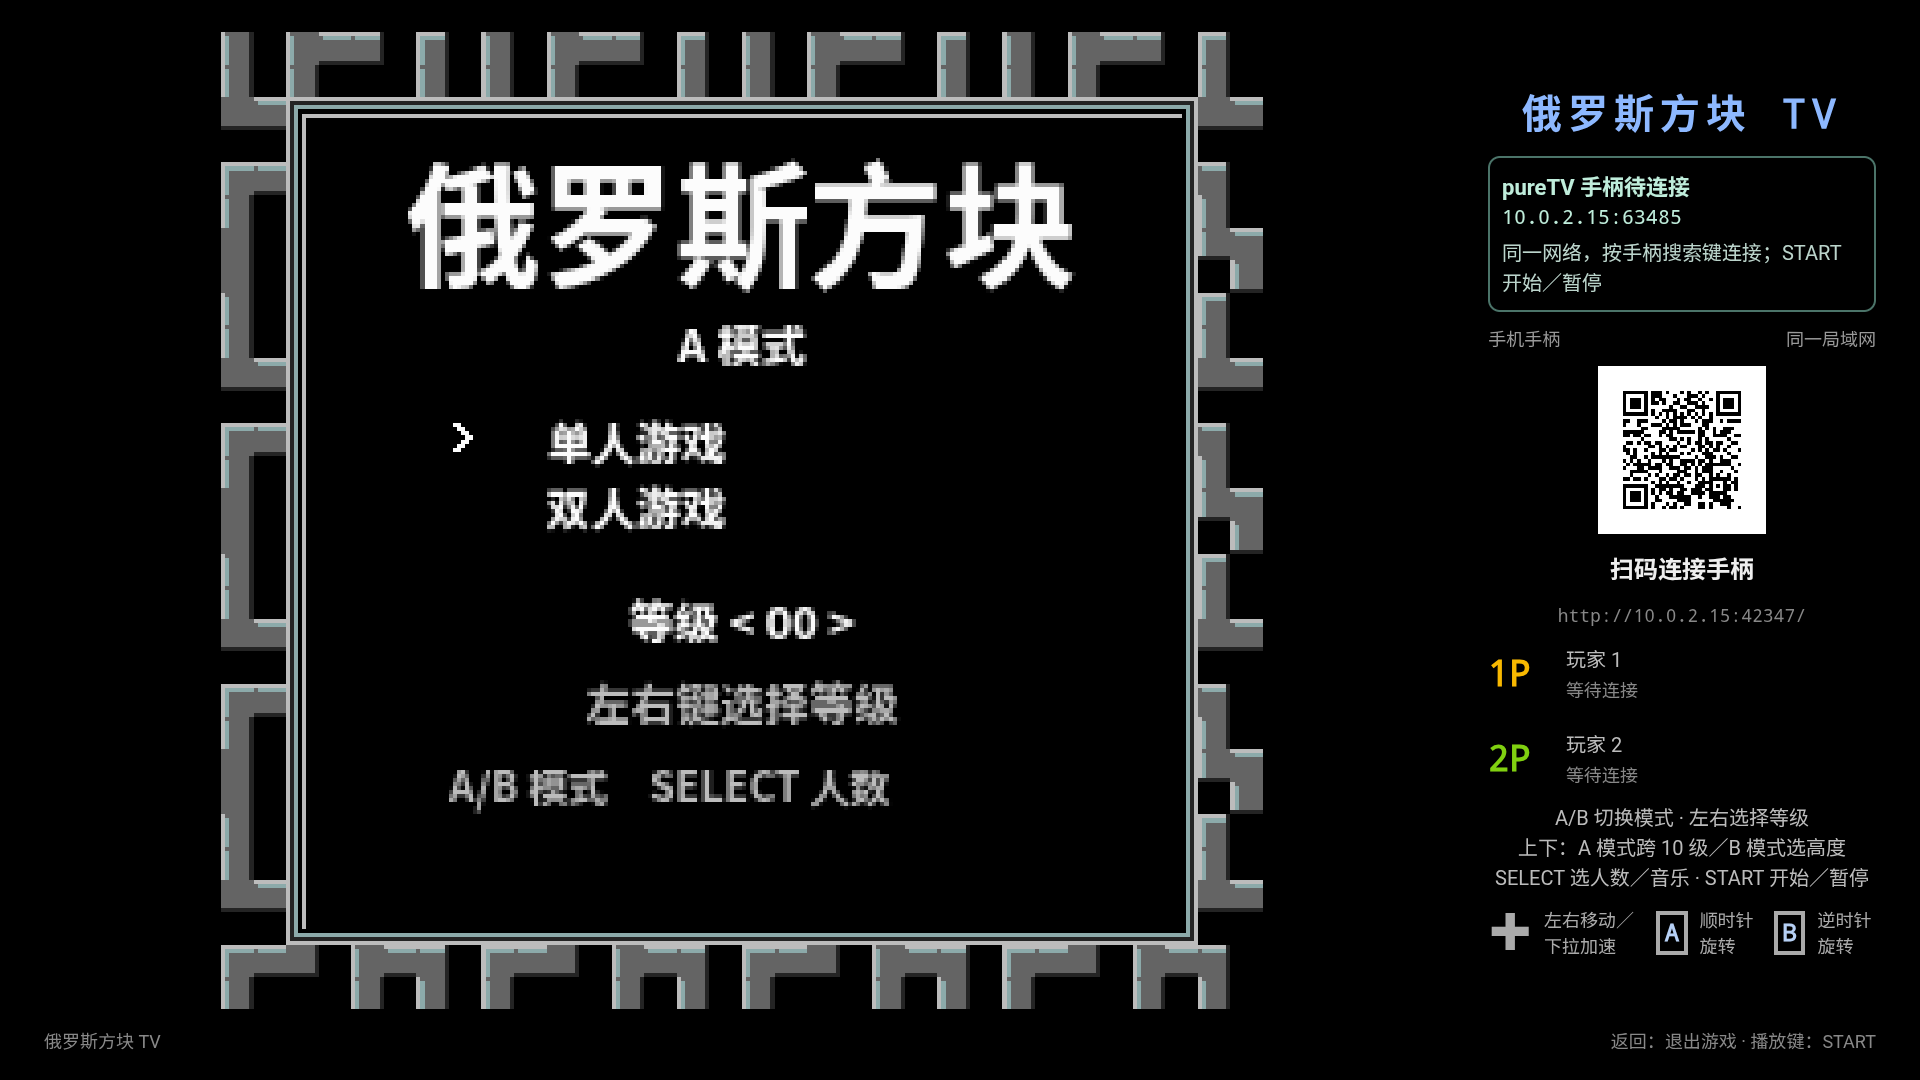 俄罗斯方块
A 模式
> 单人游戏
双人游戏
等级 < 00 >
左右键选择等级
A/B 模式 SELECT 人数
俄罗斯方块 TV
pureTV 手柄待连接
10.0.2.15:63485
同一网络，按手柄搜索键连接；START
开始／暂停
手机手柄 同一局域网
扫码连接手柄
http://10.0.2.15:42347/
1P 玩家 1
等待连接
2P 玩家 2
等待连接
A/B 切换模式 · 左右选择等级
上下：A 模式跨 10 级／B 模式选高度
SELECT 选人数／音乐 · START 开始／暂停
左右移动／
下拉加速
A 顺时针
旋转
B 逆时针
旋转
俄罗斯方块 TV
返回：退出游戏 · 播放键：START